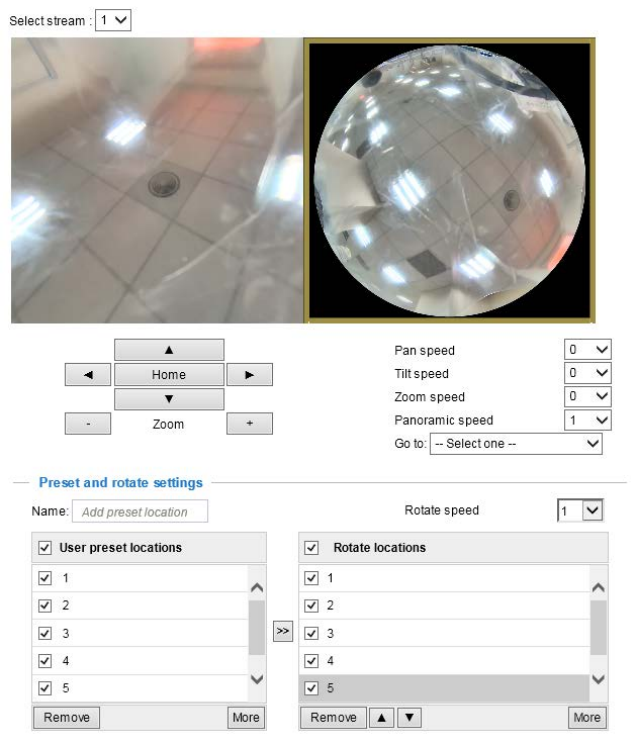 Select stream : 1
Home
- Zoom +
Pan speed 0
Tilt speed 0
Zoom speed 0
Panoramic speed 1
Go to: -- Select one --
Preset and rotate settings
Name: Add preset location
Rotate speed 1
User preset locations
1
2
3
4
5
Remove More
>>
Rotate locations
1
2
3
4
5
Remove More